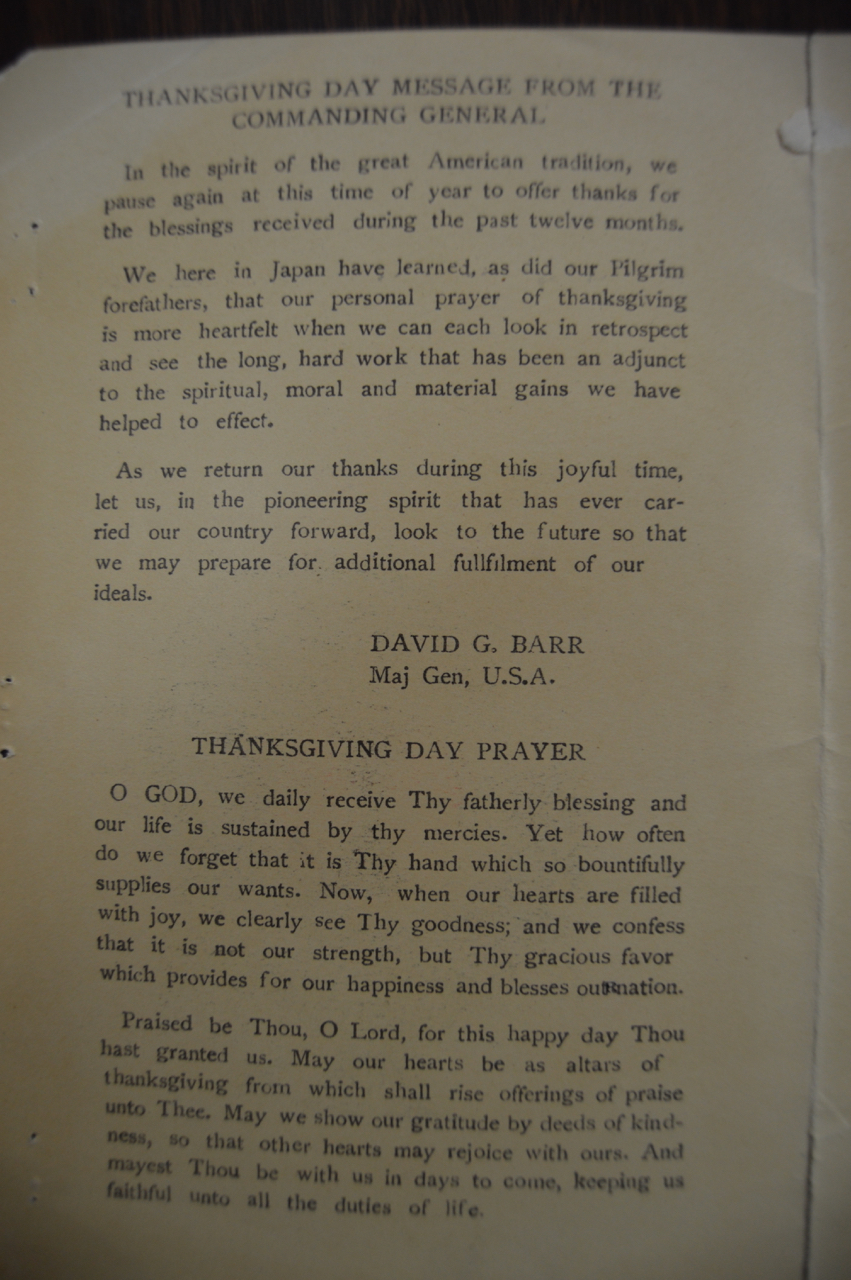 THANKSGIVING DAY MESSAGE FROM THE
COMMANDING GENERAL
In the spirit of the great American tradition, we
pause again at this time of year to offer thanks for
the blessings received during the past twelve months.
We here in Japan have learned, as did our Pilgrim
forefathers, that our personal prayer of thanksgiving
is more heartfelt when we can each look in retrospect
and see the long, hard work that has been an adjunct
to the spiritual, moral and material gains we have
helped to effect.
As we return our thanks during this joyful time,
let us, in the pioneering spirit that has ever car-
ried our country forward, look to the future so that
we may prepare for additional fullfilment of our
ideals.
DAVID G. BARR
Maj Gen, U.S.A.
THANKSGIVING DAY PRAYER
O GOD, we daily receive Thy fatherly blessing and
our life is sustained by thy mercies. Yet how often
do we forget that it is Thy hand which so bountifully
supplies our wants. Now, when our hearts are filled
with joy, we clearly see Thy goodness; and we confess
that it is not our strength, but Thy gracious favor
which provides for our happiness and blesses our nation.
Praised be Thou, O Lord, for this happy day Thou
hast granted us. May our hearts be as altars of
thanksgiving from which shall rise offerings of praise
unto Thee. May we show our gratitude by deeds of kind-
ness, so that other hearts may rejoice with ours. And
mayest Thou be with us in days to come, keeping us
faithful unto all the duties of life.